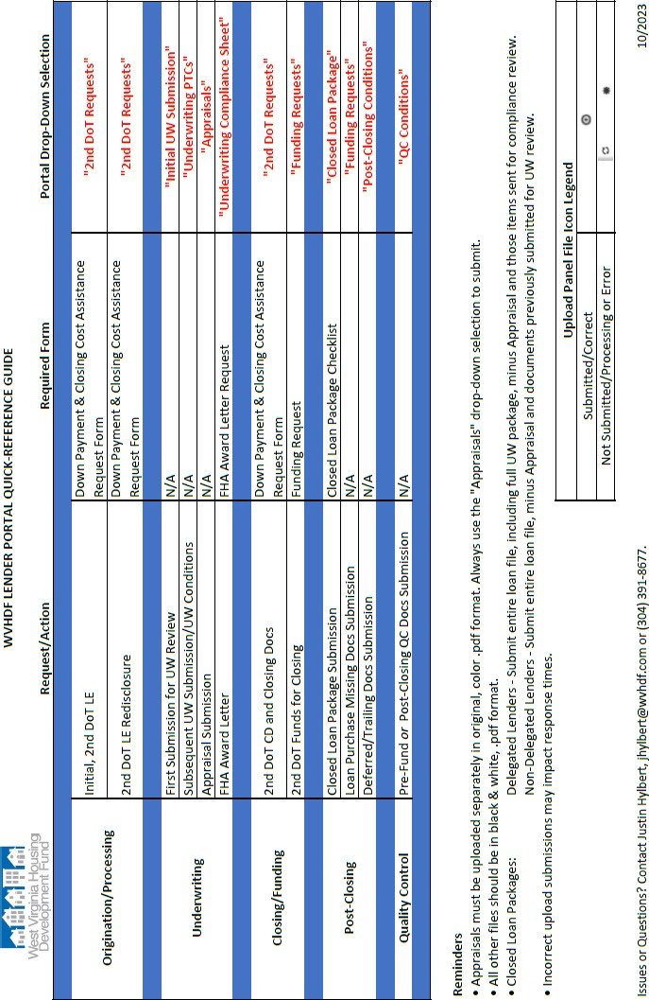 West Virginia Housing
Development Fund
WVHDF LENDER PORTAL QUICK-REFERENCE GUIDE
Request/Action Required Form Portal Drop-Down Selection
Origination/Processing
Initial, 2nd DoT LE Down Payment & Closing Cost Assistance "2nd DoT Requests"
Request Form
2nd DoT LE Redisclosure Down Payment & Closing Cost Assistance "2nd DoT Requests"
Request Form
Underwriting
First Submission for UW Review N/A "Initial UW Submission"
Subsequent UW Submission/UW Conditions N/A "Underwriting PTCs"
Appraisal Submission N/A "Appraisals"
FHA Award Letter FHA Award Letter Request "Underwriting Compliance Sheet"
Closing/Funding
2nd DoT CD and Closing Docs Down Payment & Closing Cost Assistance "2nd DoT Requests"
Request Form
2nd DoT Funds for Closing Funding Request "Funding Requests"
Post-Closing
Closed Loan Package Submission Closed Loan Package Checklist "Closed Loan Package"
Loan Purchase Missing Docs Submission N/A "Funding Requests"
Deferred/Trailing Docs Submission N/A "Post-Closing Conditions"
Quality Control Pre-Fund or Post-Closing QC Docs Submission N/A "QC Conditions"
Reminders
• Appraisals must be uploaded separately in original, color .pdf format. Always use the "Appraisals" drop-down selection to submit.
• All other files should be in black & white, .pdf format.
• Closed Loan Packages: Delegated Lenders - Submit entire loan file, including full UW package, minus Appraisal and those items sent for compliance review.
Non-Delegated Lenders - Submit entire loan file, minus Appraisal and documents previously submitted for UW review.
• Incorrect upload submissions may impact response times.
Upload Panel File Icon Legend
Submitted/Correct
Not Submitted/Processing or Error
Issues or Questions? Contact Justin Hylbert, jhylbert@wvhdf.com or (304) 391-8677. 10/2023